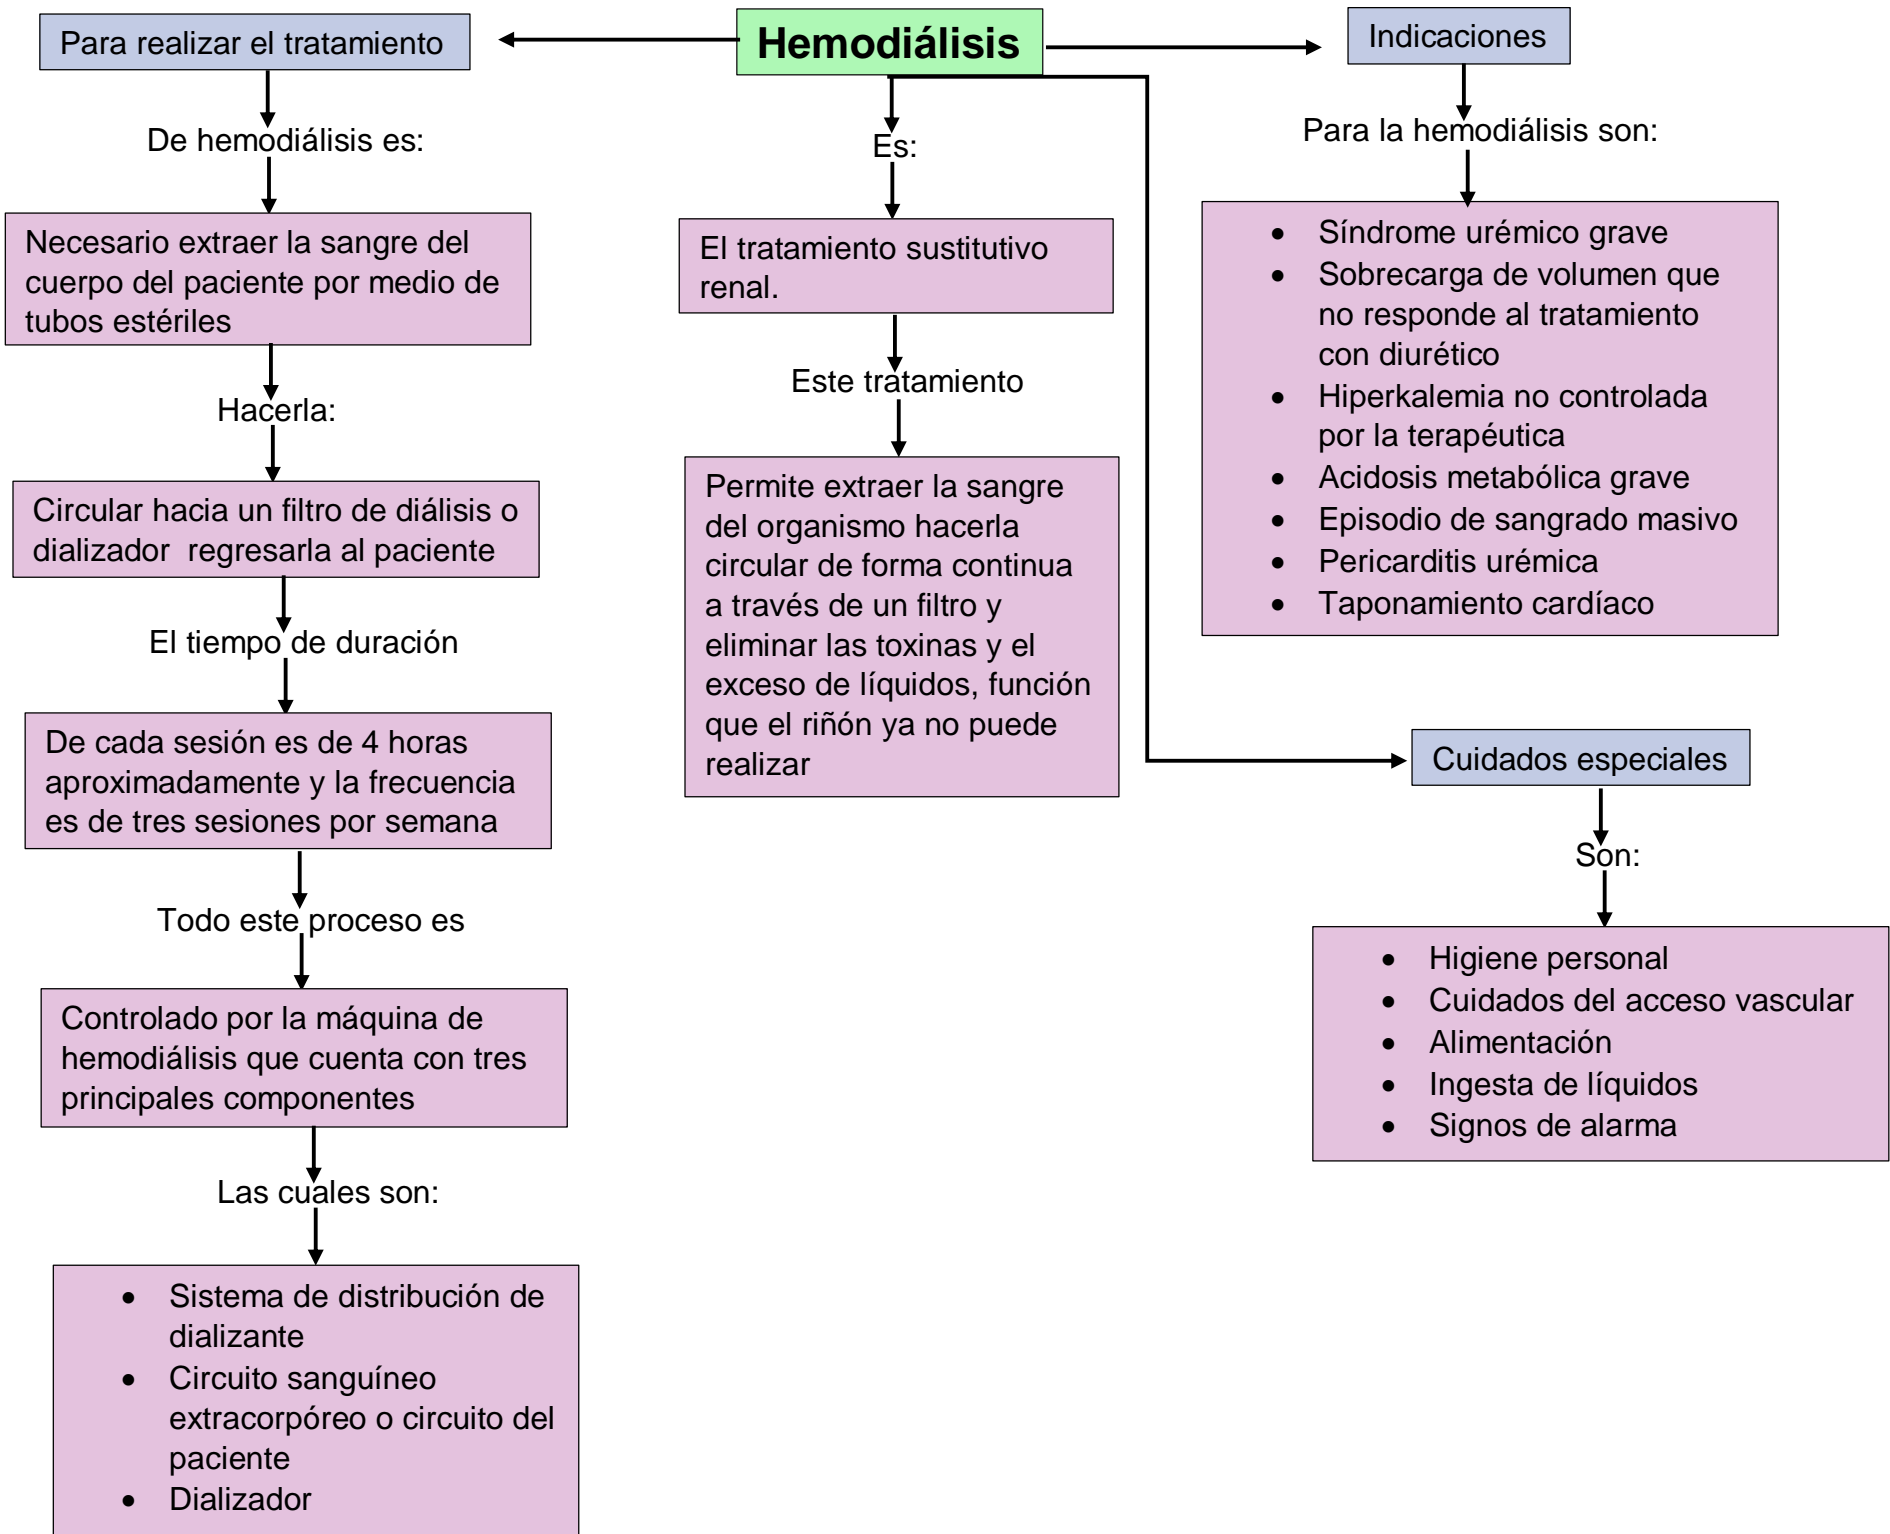 Hemodiálisis
Para realizar el tratamiento
De hemodiálisis es:
Necesario extraer la sangre del
cuerpo del paciente por medio de
tubos estériles
Hacerla:
Circular hacia un filtro de diálisis o
dializador  regresarla al paciente
El tiempo de duración
De cada sesión es de 4 horas
aproximadamente y la frecuencia
es de tres sesiones por semana
Todo este proceso es
Controlado por la máquina de
hemodiálisis que cuenta con tres
principales componentes
Las cuales son:
• Sistema de distribución de
dializante
• Circuito sanguíneo
extracorpóreo o circuito del
paciente
• Dializador
Es:
El tratamiento sustitutivo
renal.
Este tratamiento
Permite extraer la sangre
del organismo hacerla
circular de forma continua
a través de un filtro y
eliminar las toxinas y el
exceso de líquidos, función
que el riñón ya no puede
realizar
Indicaciones
Para la hemodiálisis son:
• Síndrome urémico grave
• Sobrecarga de volumen que
no responde al tratamiento
con diurético
• Hiperkalemia no controlada
por la terapéutica
• Acidosis metabólica grave
• Episodio de sangrado masivo
• Pericarditis urémica
• Taponamiento cardíaco
Cuidados especiales
Son:
• Higiene personal
• Cuidados del acceso vascular
• Alimentación
• Ingesta de líquidos
• Signos de alarma